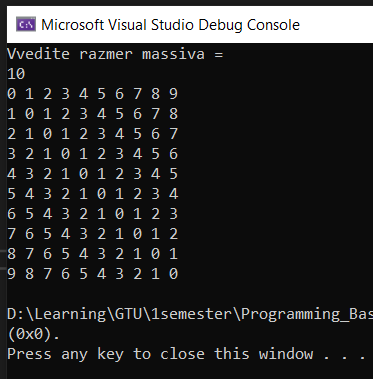 Microsoft Visual Studio Debug Console
Vvedite razmer massiva =
10
0 1 2 3 4 5 6 7 8 9
1 0 1 2 3 4 5 6 7 8
2 1 0 1 2 3 4 5 6 7
3 2 1 0 1 2 3 4 5 6
4 3 2 1 0 1 2 3 4 5
5 4 3 2 1 0 1 2 3 4
6 5 4 3 2 1 0 1 2 3
7 6 5 4 3 2 1 0 1 2
8 7 6 5 4 3 2 1 0 1
9 8 7 6 5 4 3 2 1 0
D:\Learning\GTU\1semester\Programming_Bas
(0x0).
Press any key to close this window . . .